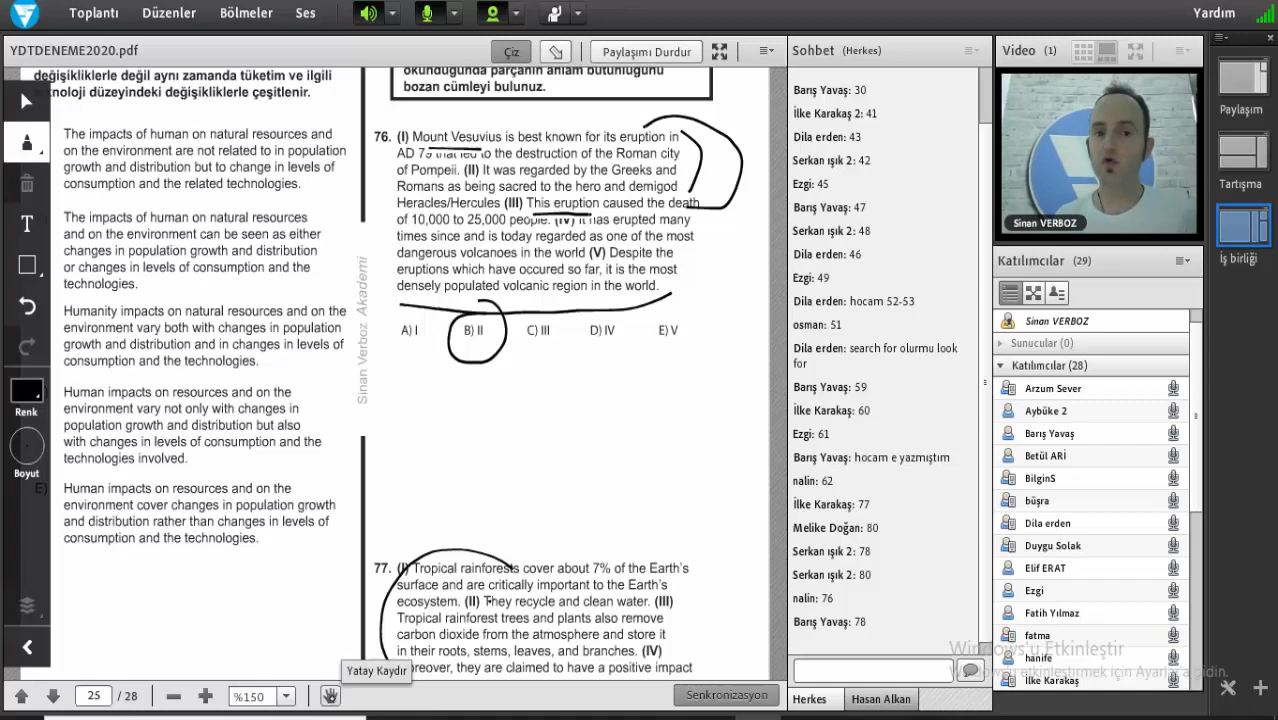 Toplantı Düzenler Bölmeler Ses Yardım
YDTDENEME2020.pdf
Çiz
Paylaşımı Durdur
Sohbet (Herkes)
Video (1)
değişikliklerle değil aynı zamanda tüketim ve ilgili
teknoloji düzeyindeki değişikliklerle çeşitlenir.
The impacts of human on natural resources and
on the environment are not related to in population
growth and distribution but to change in levels of
consumption and the related technologies.
The impacts of human on natural resources
and on the environment can be seen as either
changes in population growth and distribution
or changes in levels of consumption and the
technologies.
Humanity impacts on natural resources and on the
environment vary both with changes in population
growth and distribution and in changes in levels of
consumption and the technologies.
Human impacts on resources and on the
environment vary not only with changes in
population growth and distribution but also
with changes in levels of consumption and the
technologies involved.
E)
Human impacts on resources and on the
environment cover changes in population growth
and distribution rather than changes in levels of
consumption and the technologies.
Sinan Verboz Akademi
okunduğunda parçanın anlam bütünlüğünü
bozan cümleyi bulunuz.
76. (I) Mount Vesuvius is best known for its eruption in
AD 79 that led to the destruction of the Roman city
of Pompeii. (II) It was regarded by the Greeks and
Romans as being sacred to the hero and demigod
Heracles/Hercules (III) This eruption caused the death
of 10,000 to 25,000 people. (IV) It has erupted many
times since and is today regarded as one of the most
dangerous volcanoes in the world (V) Despite the
eruptions which have occured so far, it is the most
densely populated volcanic region in the world.
A) I B) II C) III D) IV E) V
77. (I) Tropical rainforests cover about 7% of the Earth's
surface and are critically important to the Earth's
ecosystem. (II) They recycle and clean water. (III)
Tropical rainforest trees and plants also remove
carbon dioxide from the atmosphere and store it
in their roots, stems, leaves, and branches. (IV)
Moreover, they are claimed to have a positive impact
Renk
Boyut
Yatay Kaydır
25 / 28
%150
Senkronizasyon
Barış Yavaş: 30
İlke Karakaş 2: 41
Dila erden: 43
Serkan ışık 2: 42
Ezgi: 45
Barış Yavaş: 47
Serkan ışık 2: 48
Dila erden: 46
Ezgi: 49
Dila erden: hocam 52-53
osman: 51
Dila erden: search for olurmu look
for
Barış Yavaş: 59
İlke Karakaş: 60
Ezgi: 61
Barış Yavaş: hocam e yazmıştım
nalin: 62
İlke Karakaş: 77
Melike Doğan: 80
Serkan ışık 2: 78
Serkan ışık 2: 80
nalin: 76
Barış Yavaş: 78
Herkes
Hasan Alkan
Sinan VERBOZ
Katılımcılar (29)
Sinan VERBOZ
Sunucular (0)
Katılımcılar (28)
Arzum Sever
Aybüke 2
Barış Yavaş
Betül ARİ
BilginS
büşra
Dila erden
Duygu Solak
Elif ERAT
Ezgi
Fatih Yılmaz
fatma
hanife
İlke Karakaş
Paylaşım
Tartışma
İş birliği
Windows'u Etkinleştir
Windows'u etkinleştirmek için Ayarlar'a gidin.